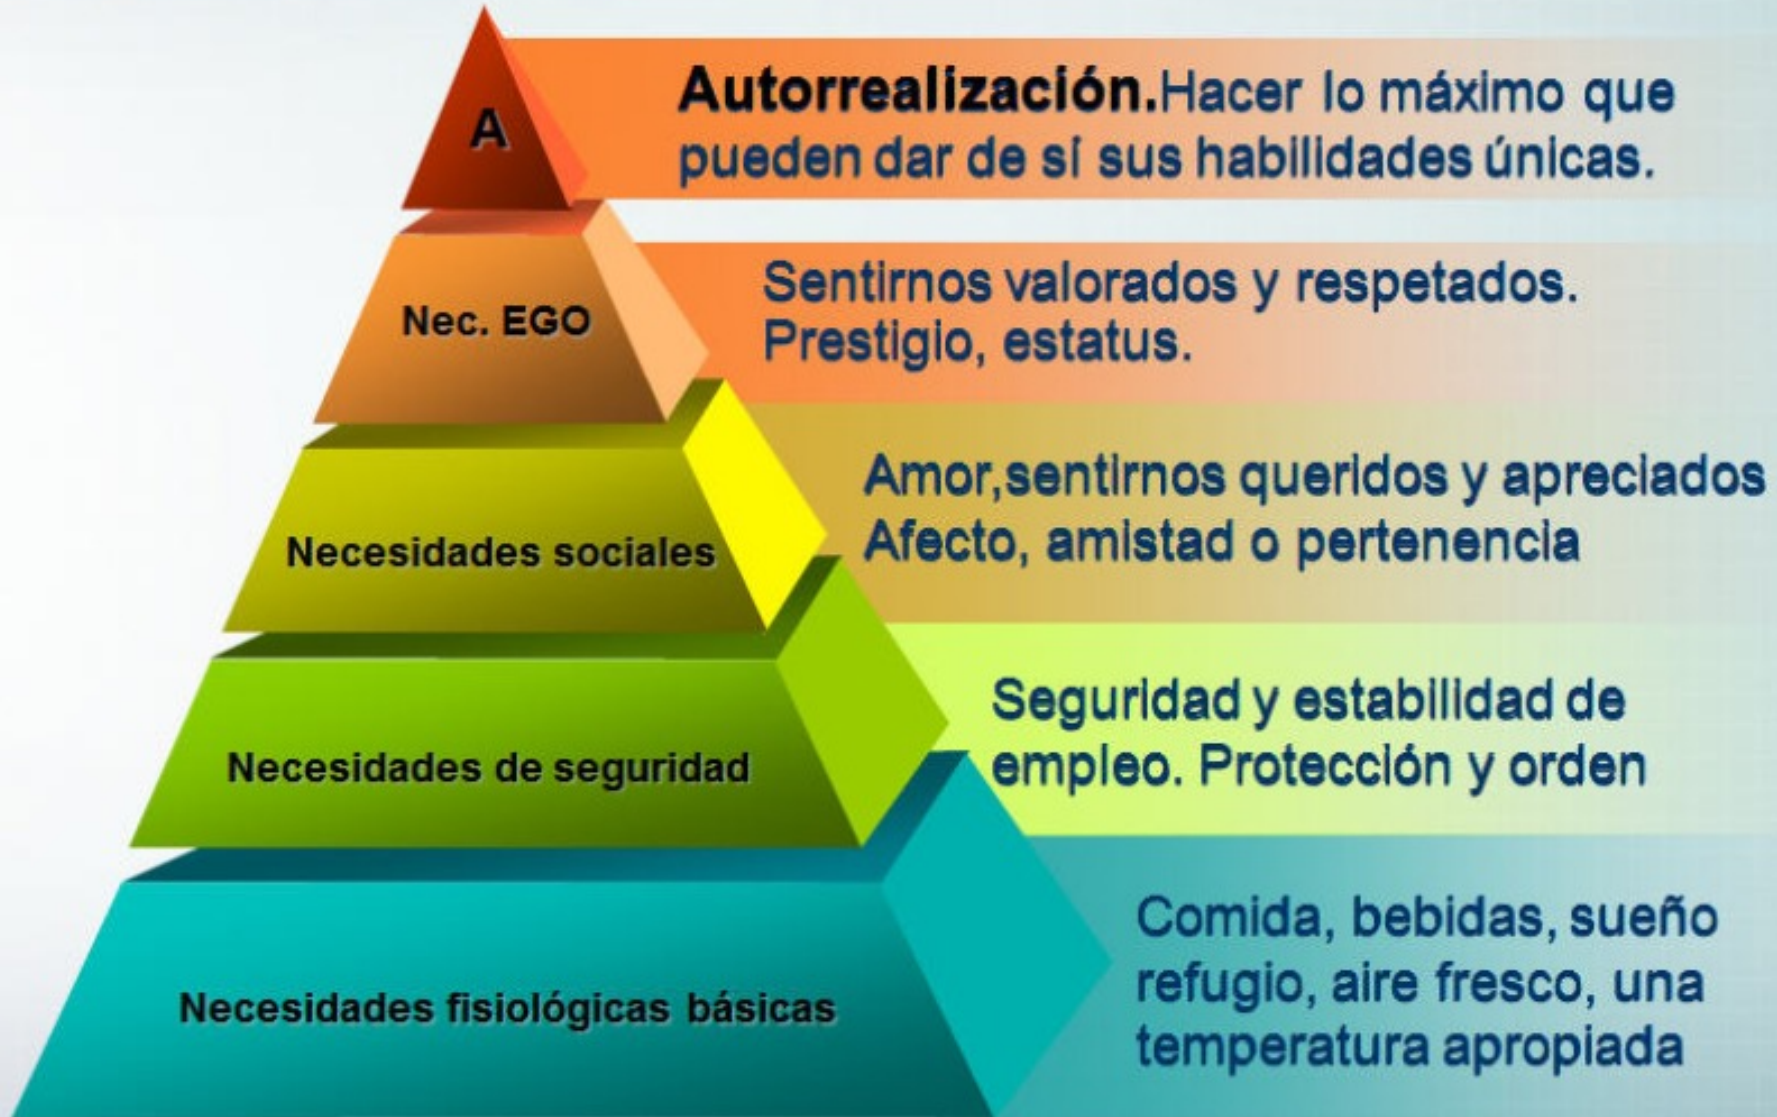 A
Autorrealización.Hacer lo máximo que
pueden dar de sí sus habilidades únicas.
Nec. EGO
Sentirnos valorados y respetados.
Prestigio, estatus.
Necesidades sociales
Amor,sentirnos queridos y apreciados
Afecto, amistad o pertenencia
Necesidades de seguridad
Seguridad y estabilidad de
empleo. Protección y orden
Necesidades fisiológicas básicas
Comida, bebidas, sueño
refugio, aire fresco, una
temperatura apropiada